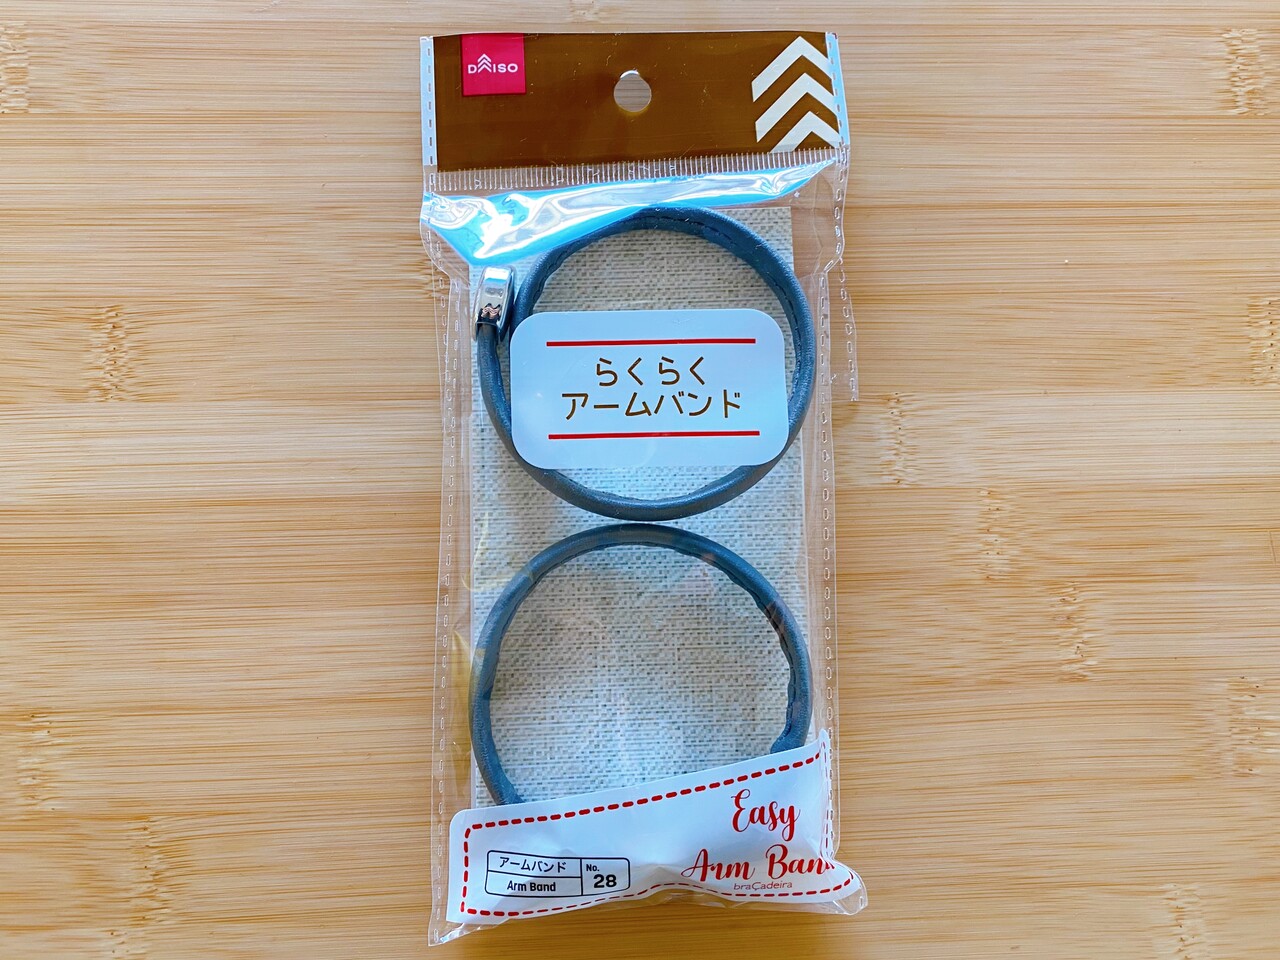 DAISO
らくらく
アームバンド
Easy
Arm Band
braÇadeira
アームバンド
Arm Band
No.
28